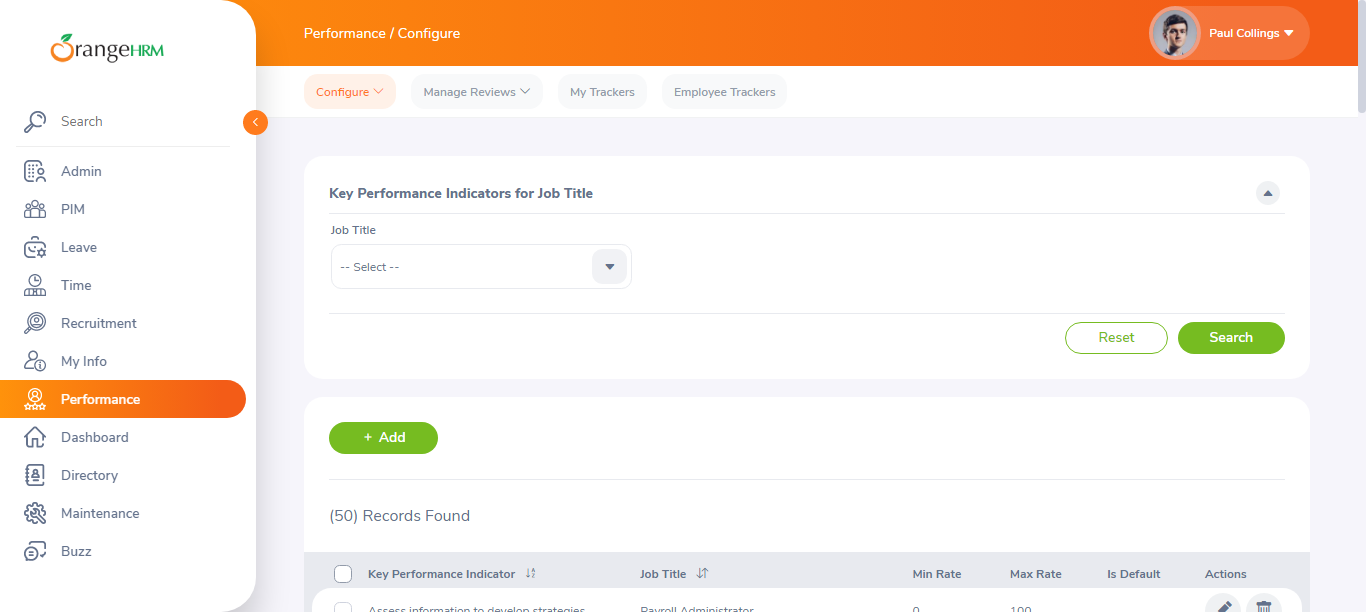 OrangeHRM
Performance / Configure
Paul Collings
Configure
Manage Reviews
My Trackers
Employee Trackers
Search
Admin
PIM
Leave
Time
Recruitment
My Info
Performance
Dashboard
Directory
Maintenance
Buzz
Key Performance Indicators for Job Title
Job Title
-- Select --
Reset
Search
+ Add
(50) Records Found
Key Performance Indicator
Job Title
Min Rate
Max Rate
Is Default
Actions
Assess information to develop strategies
Payroll Administrator
0
100